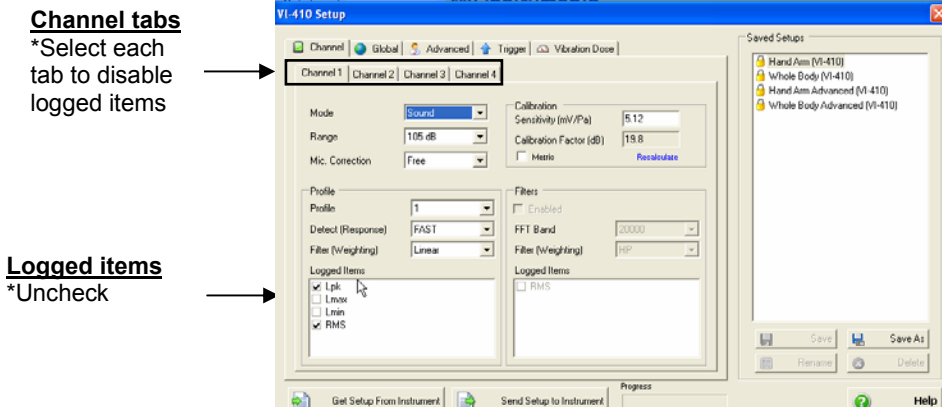 Channel tabs
*Select each
tab to disable
logged items
Logged items
*Uncheck
VI-410 Setup
Channel Global Advanced Trigger Vibration Dose
Channel 1 Channel 2 Channel 3 Channel 4
Mode Sound
Range 105 dB
Mic. Correction Free
Calibration
Sensitivity (mV/Pa) 5.12
Calibration Factor (dB) 19.8
Metric Recalculate
Profile
Profile 1
Detect (Response) FAST
Filter (Weighting) Linear
Logged Items
Lpk
Lmax
Lmin
RMS
Filters
Enabled
FFT Band 20000
Filter (Weighting) HP
Logged Items
RMS
Saved Setups
Hand Arm (VI-410)
Whole Body (VI-410)
Hand Arm Advanced (VI-410)
Whole Body Advanced (VI-410)
Save Save As
Rename Delete
Get Setup From Instrument Send Setup to Instrument
Progress
Help